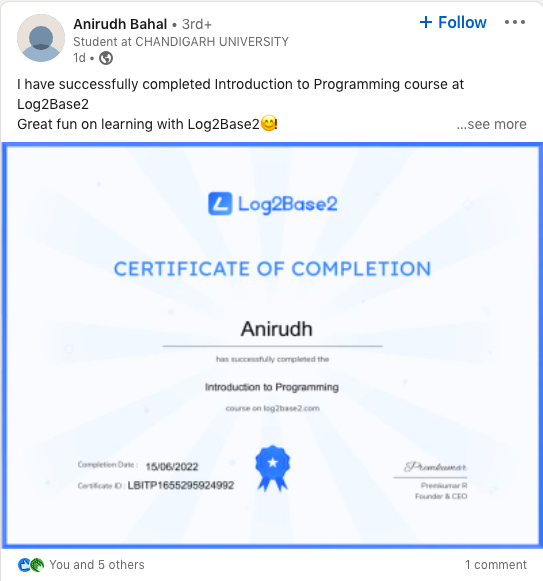 Anirudh Bahal • 3rd+
+ Follow
Student at CHANDIGARH UNIVERSITY
1d •
I have successfully completed Introduction to Programming course at
Log2Base2
Great fun on learning with Log2Base2😊!
...see more
Log2Base2
CERTIFICATE OF COMPLETION
Anirudh
has successfully completed the
Introduction to Programming
course on log2base2.com
Completion Date : 15/06/2022
Certificate ID : LBITP1655295924992
Premkumar
Premkumar R
Founder & CEO
You and 5 others
1 comment